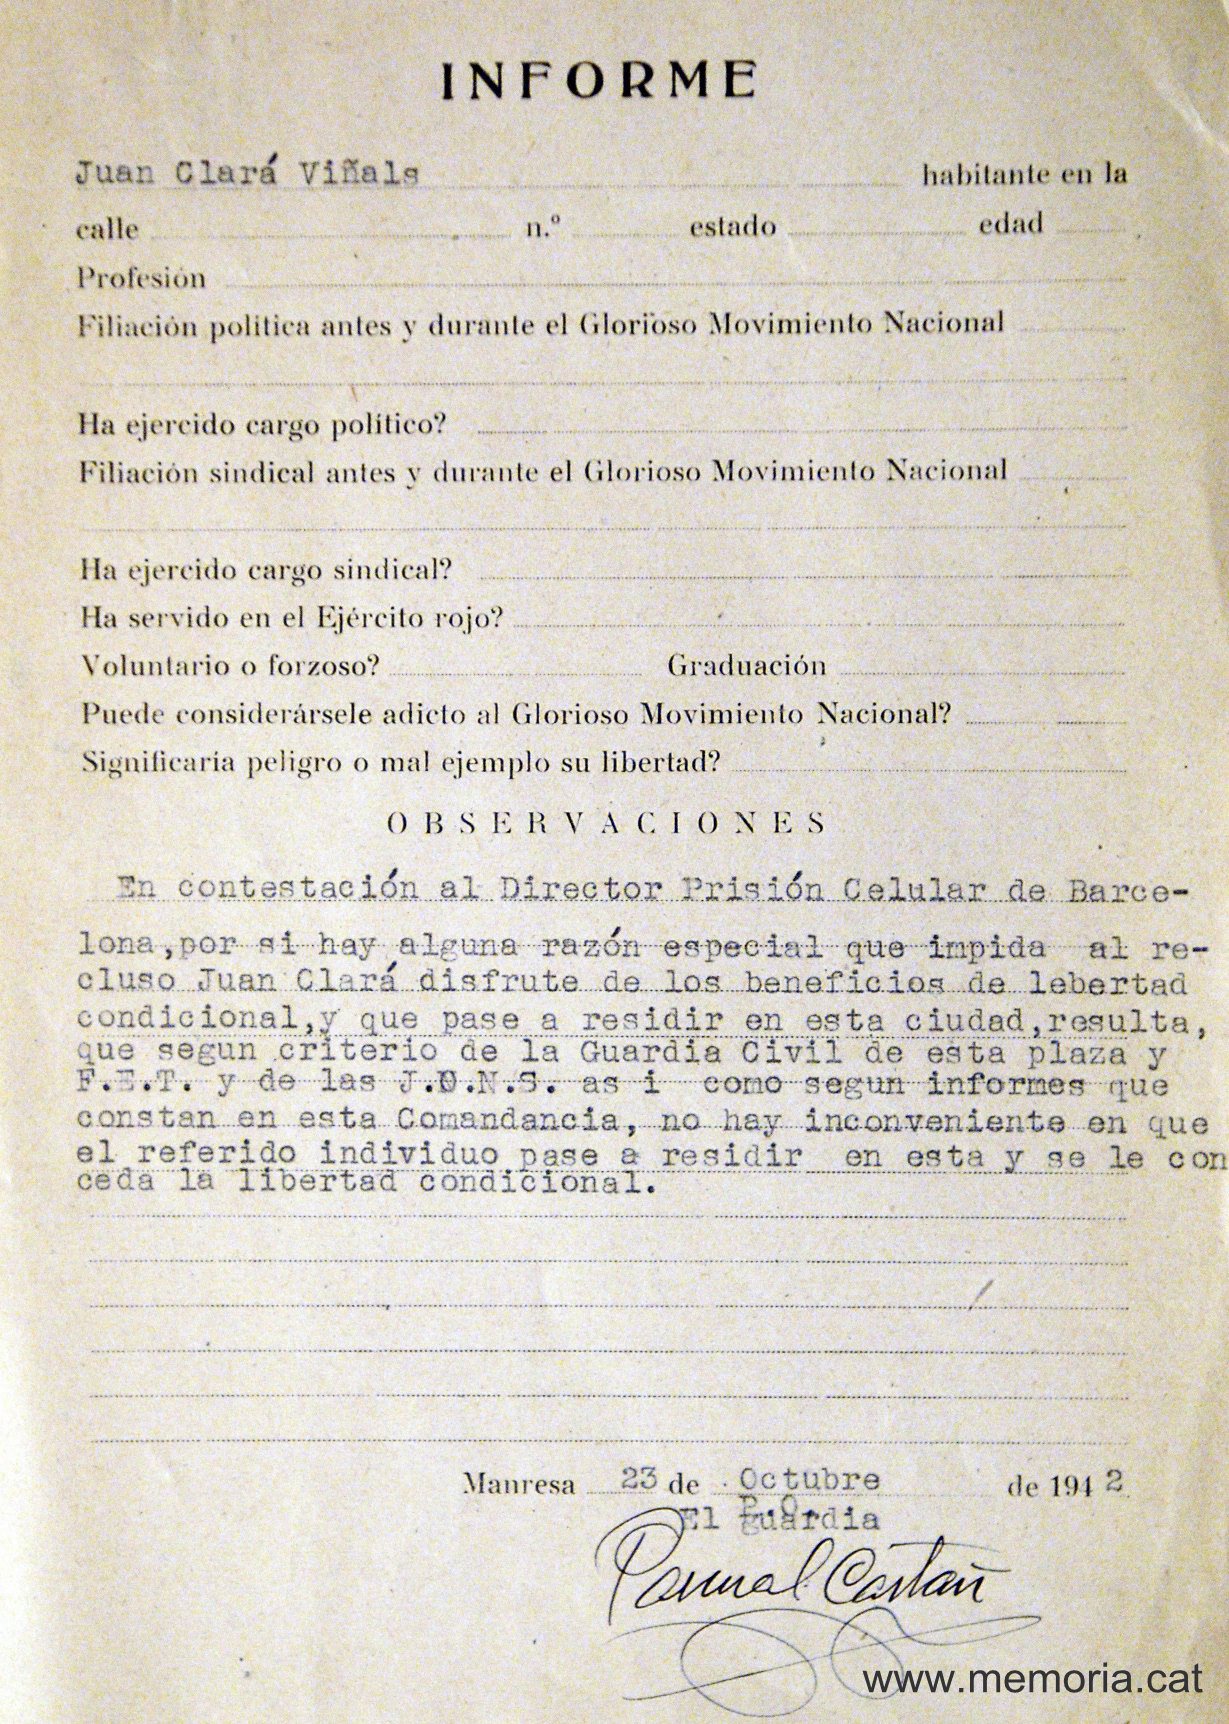 INFORME
Juan Clará Viñals habitante en la
calle n.º estado edad
Profesión
Filiación política antes y durante el Glorioso Movimiento Nacional
Ha ejercido cargo político?
Filiación sindical antes y durante el Glorioso Movimiento Nacional
Ha ejercido cargo sindical?
Ha servido en el Ejército rojo?
Voluntario o forzoso? Graduación
Puede considerársele adicto al Glorioso Movimiento Nacional?
Significaría peligro o mal ejemplo su libertad?
OBSERVACIONES
En contestación al Director Prisión Celular de Barce-
lona,por si hay alguna razón especial que impida al re-
cluso Juan Clará disfrute de los beneficios de lebertad
condicional,y que pase a residir en esta ciudad,resulta,
que segun criterio de la Guardia Civil de esta plaza y
F.E.T. y de las J.O.N.S. as i como segun informes que
constan en esta Comandancia, no hay inconveniente en que
el referido individuo pase a residir en esta y se le con
ceda la libertad condicional.
Manresa 23 de Octubre de 1942
P.O.
El guardia
www.memoria.cat